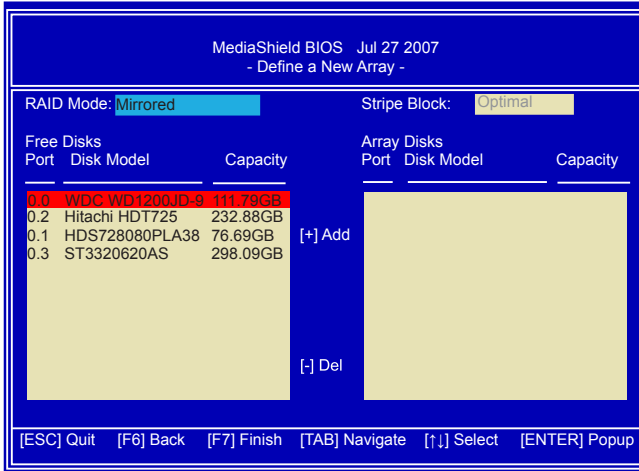 MediaShield BIOS Jul 27 2007
- Define a New Array -
RAID Mode: Mirrored
Stripe Block: Optimal
Free Disks
Port Disk Model Capacity
0.0 WDC WD1200JD-9 111.79GB
0.2 Hitachi HDT725 232.88GB
0.1 HDS728080PLA38 76.69GB
0.3 ST3320620AS 298.09GB
[+] Add
[-] Del
Array Disks
Port Disk Model Capacity
[ESC] Quit [F6] Back [F7] Finish [TAB] Navigate [↑↓] Select [ENTER] Popup